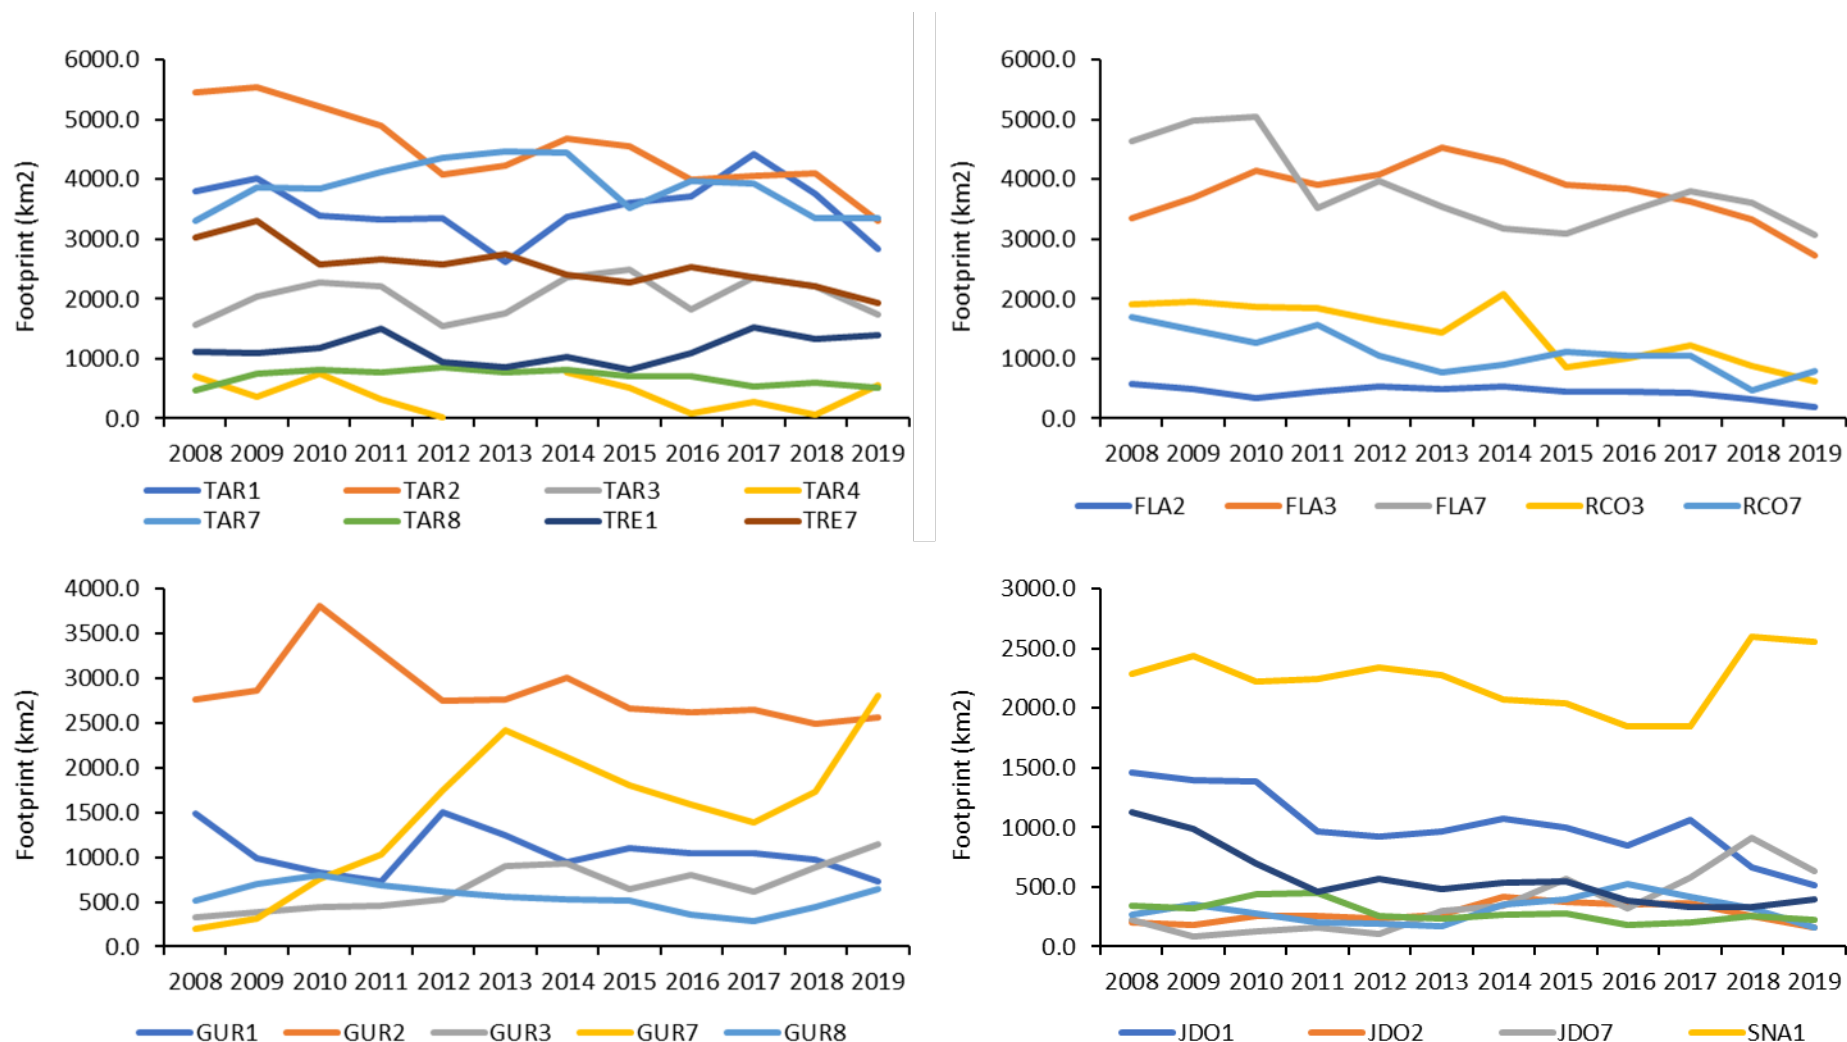 6000.0
5000.0
4000.0
3000.0
2000.0
1000.0
0.0
Footprint (km2)
2008 2009 2010 2011 2012 2013 2014 2015 2016 2017 2018 2019
TAR1 TAR2 TAR3 TAR4
TAR7 TAR8 TRE1 TRE7
6000.0
5000.0
4000.0
3000.0
2000.0
1000.0
0.0
Footprint (km2)
2008 2009 2010 2011 2012 2013 2014 2015 2016 2017 2018 2019
FLA2 FLA3 FLA7 RCO3 RCO7
4000.0
3500.0
3000.0
2500.0
2000.0
1500.0
1000.0
500.0
0.0
Footprint (km2)
2008 2009 2010 2011 2012 2013 2014 2015 2016 2017 2018 2019
GUR1 GUR2 GUR3 GUR7 GUR8
3000.0
2500.0
2000.0
1500.0
1000.0
500.0
0.0
Footprint (km2)
2008 2009 2010 2011 2012 2013 2014 2015 2016 2017 2018 2019
JDO1 JDO2 JDO7 SNA1